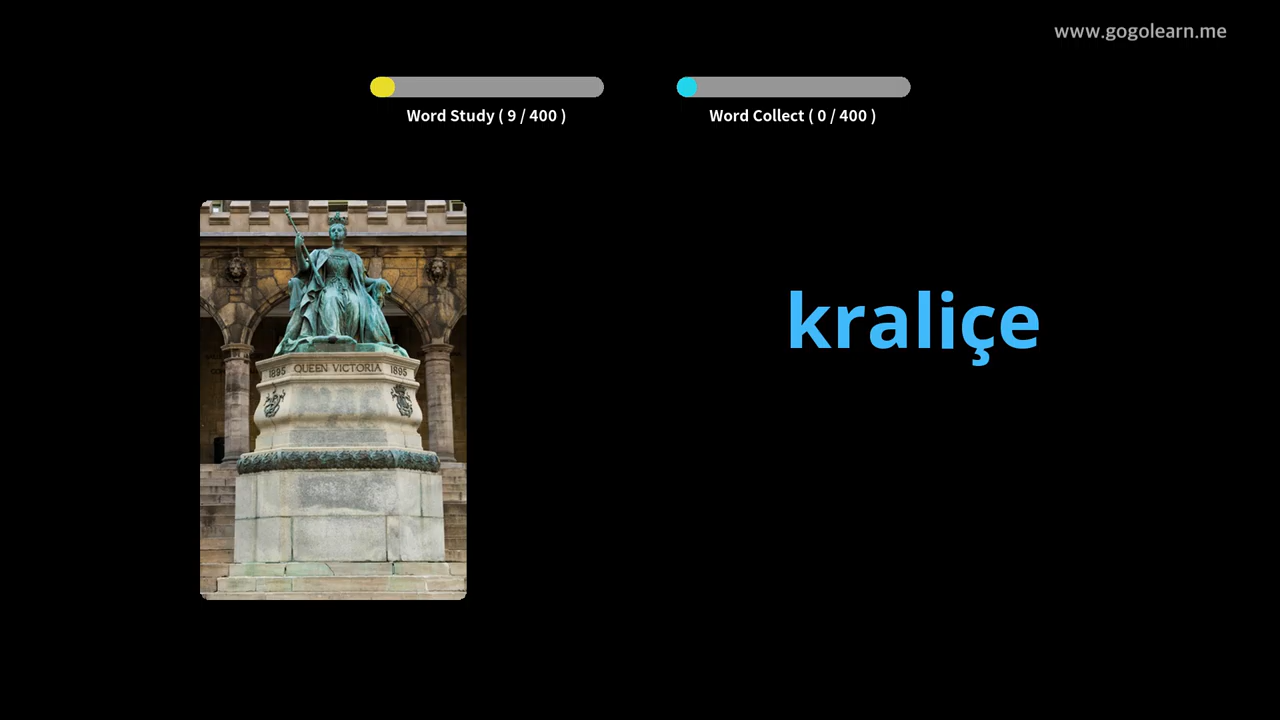 www.gogolearn.me
Word Study ( 9 / 400 )
Word Collect ( 0 / 400 )
kraliçe
1895 QUEEN VICTORIA 1895